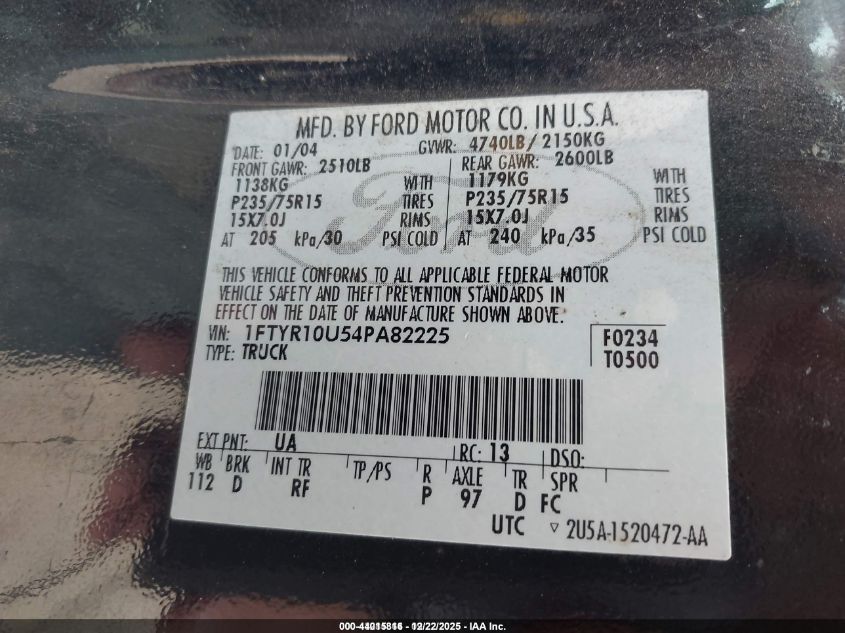 MFD. BY FORD MOTOR CO. IN U.S.A.
DATE: 01/04 GVWR: 4740LB / 2150KG
FRONT GAWR: 2510LB REAR GAWR: 2600LB
1138KG WITH 1179KG WITH
P235/75R15 TIRES P235/75R15 TIRES
15X7.0J RIMS 15X7.0J RIMS
AT 205 kPa/30 PSI COLD AT 240 kPa/35 PSI COLD
Ford
THIS VEHICLE CONFORMS TO ALL APPLICABLE FEDERAL MOTOR
VEHICLE SAFETY AND THEFT PREVENTION STANDARDS IN
EFFECT ON THE DATE OF MANUFACTURE SHOWN ABOVE.
VIN: 1FTYR10U54PA82225 F0234
TYPE: TRUCK T0500
EXT PNT: UA RC: 13 DSO:
WB BRK INT TR TP/PS R AXLE TR SPR
112 D RF P 97 D FC
UTC ▽ 2U5A-1520472-AA
12/22/2025 - IAA Inc.